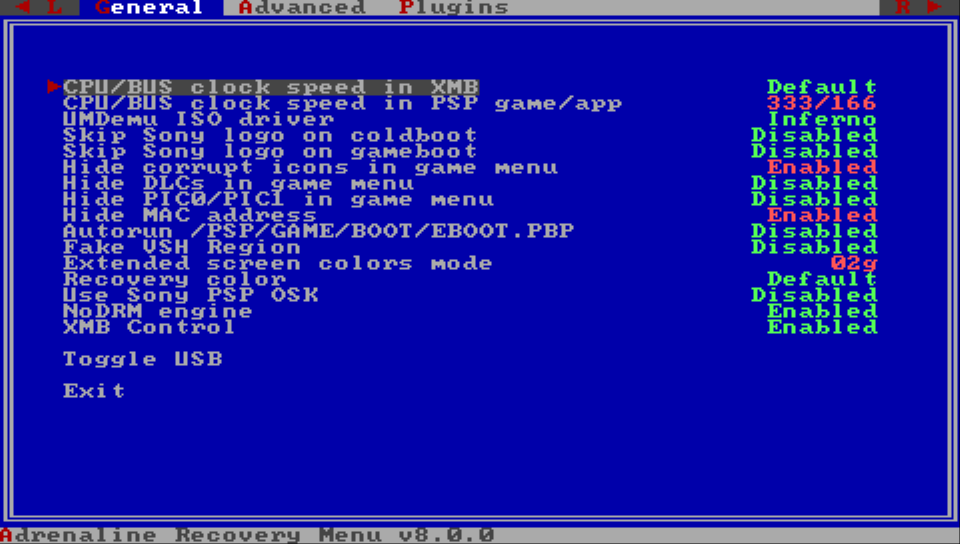 ◄ L General Advanced Plugins R ►
►CPU/BUS clock speed in XMB Default
CPU/BUS clock speed in PSP game/app 333/166
UMDemu ISO driver Inferno
Skip Sony logo on coldboot Disabled
Skip Sony logo on gameboot Disabled
Hide corrupt icons in game menu Enabled
Hide DLCs in game menu Disabled
Hide PIC0/PIC1 in game menu Disabled
Hide MAC address Enabled
Autorun /PSP/GAME/BOOT/EBOOT.PBP Disabled
Fake VSH Region Disabled
Extended screen colors mode 02g
Recovery color Default
Use Sony PSP OSK Disabled
NoDRM engine Enabled
XMB Control Enabled
Toggle USB
Exit
Adrenaline Recovery Menu v8.0.0